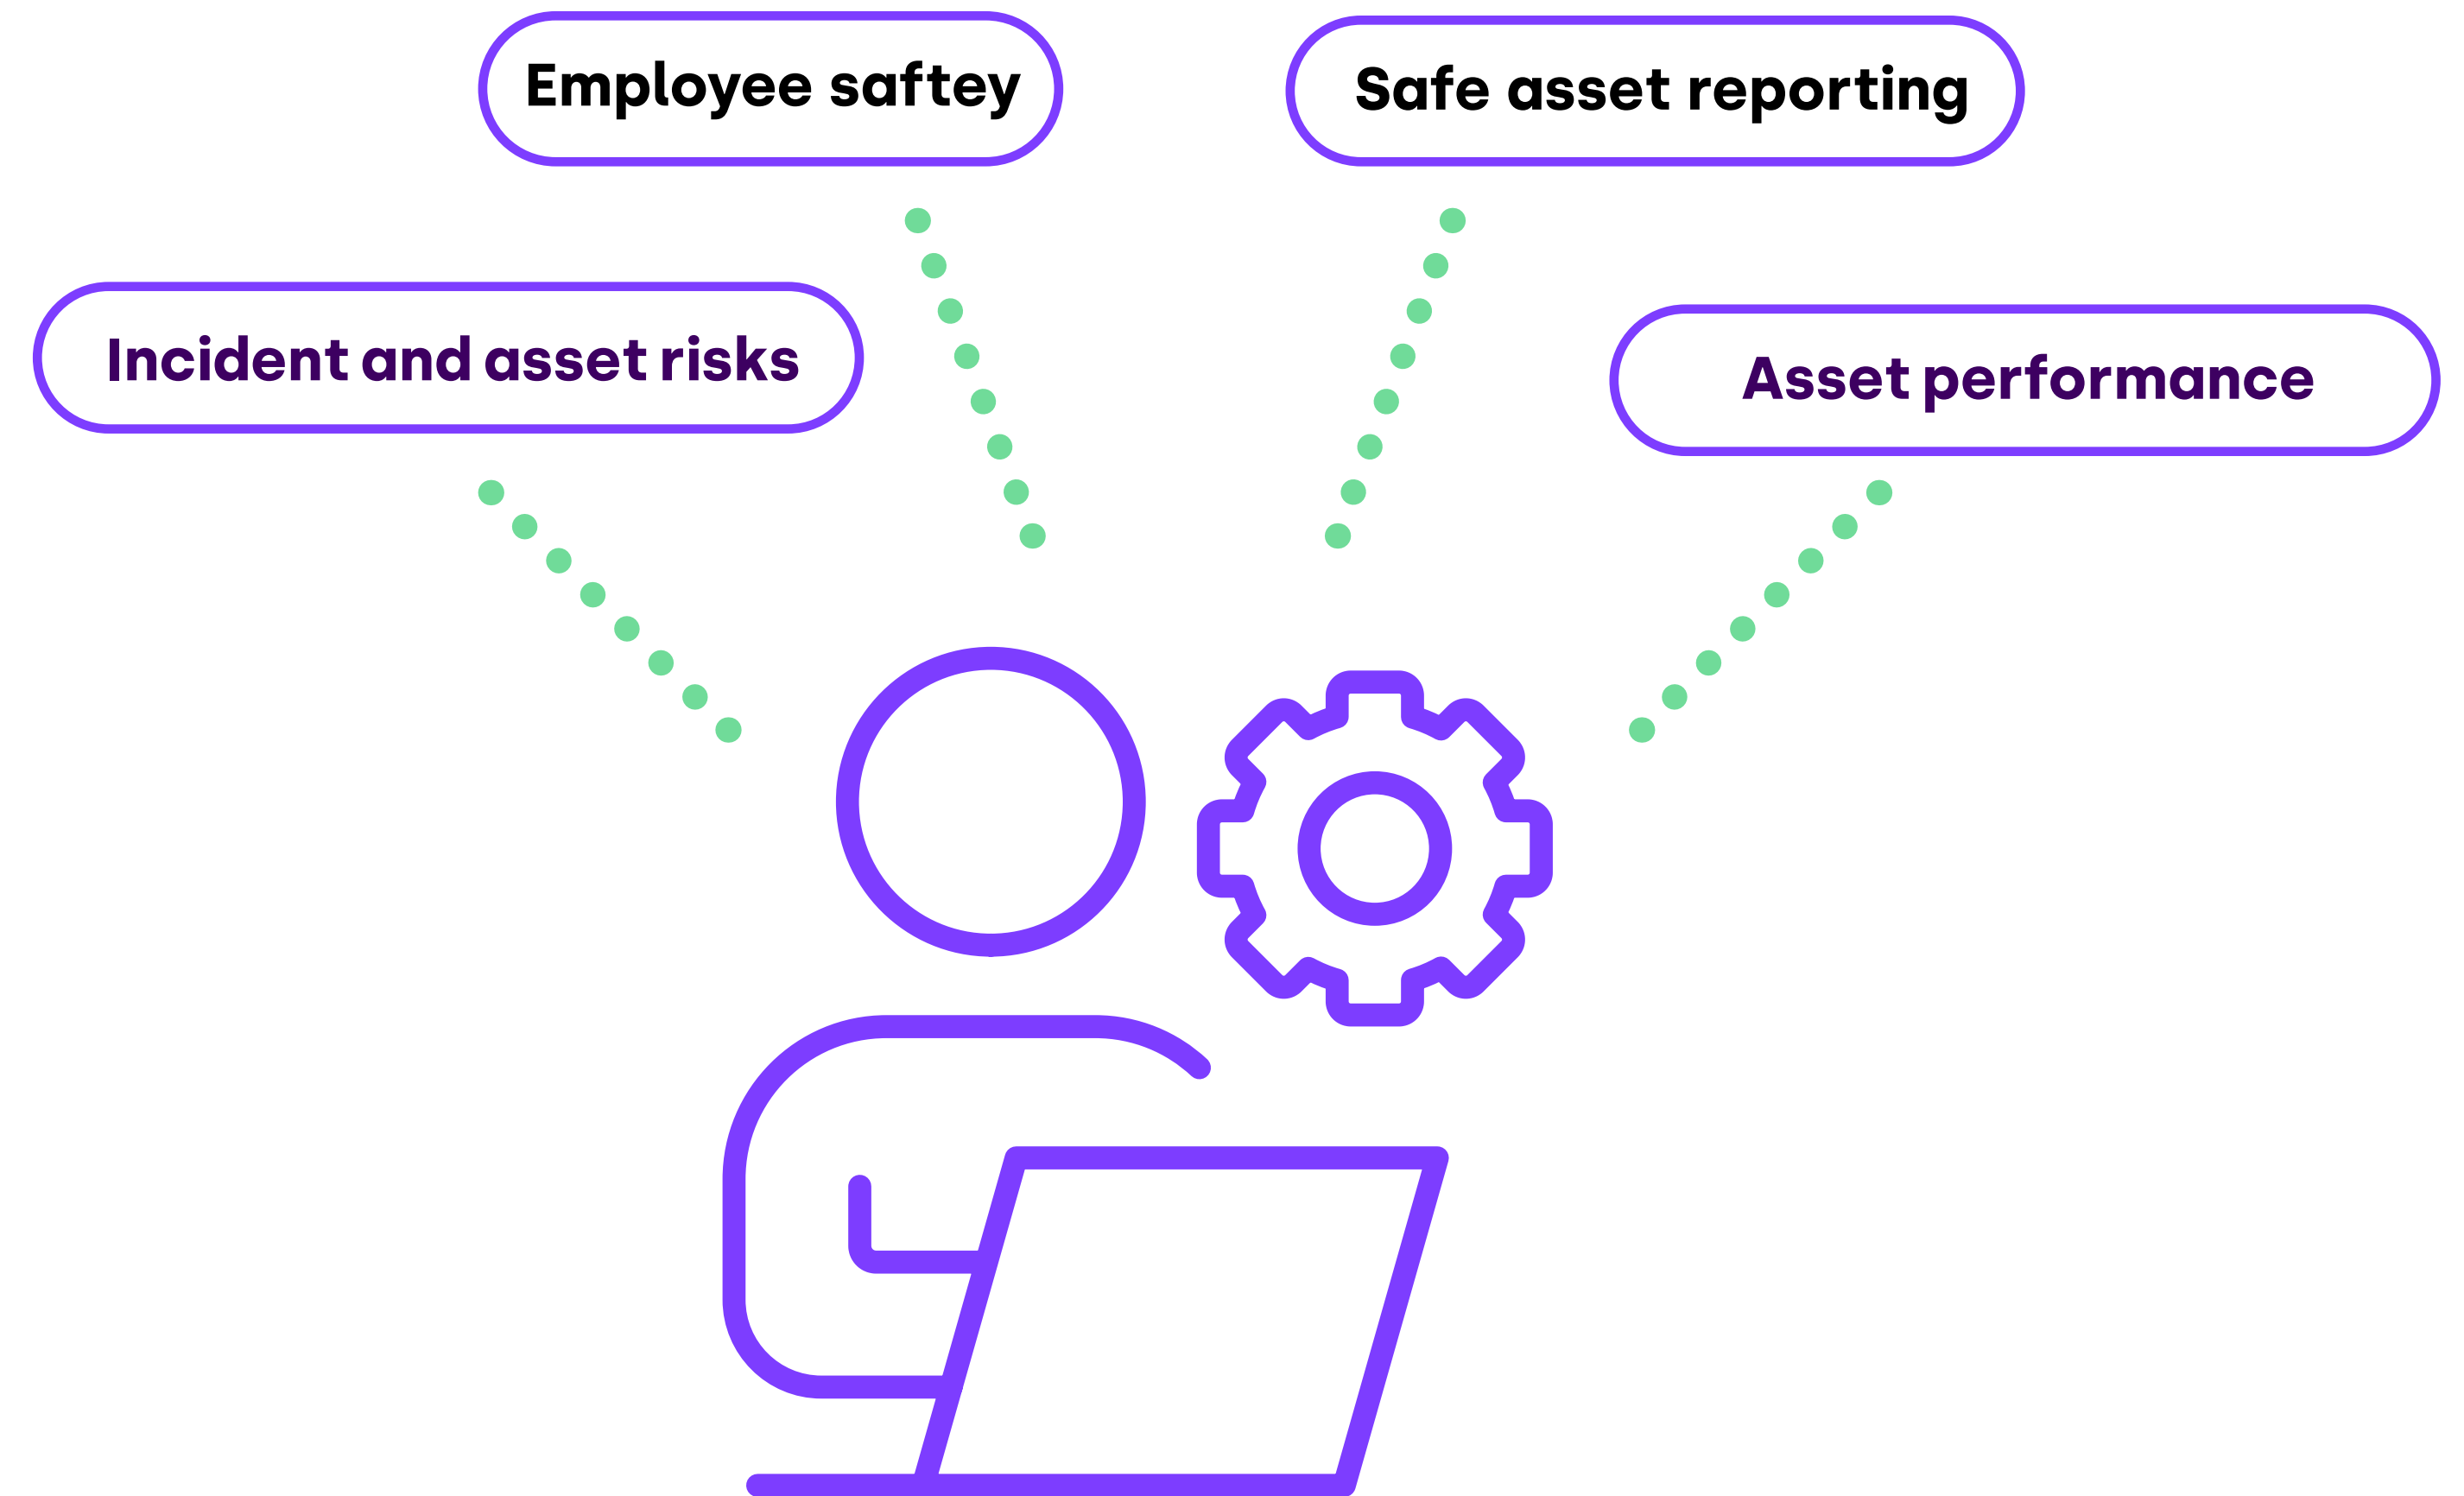 Employee saftey
Safe asset reporting
Incident and asset risks
Asset performance